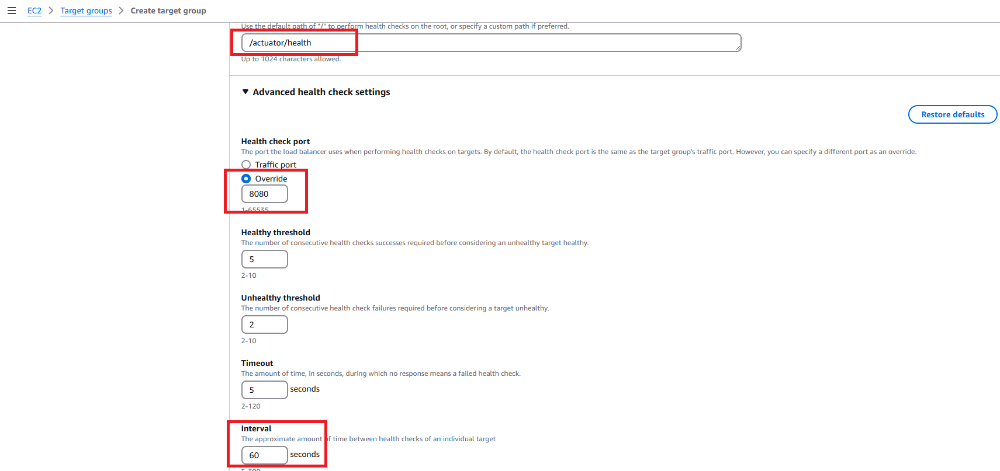 EC2 > Target groups > Create target group
Use the default path of "/" to perform health checks on the root, or specify a custom path if preferred.
/actuator/health
Up to 1024 characters allowed.
Advanced health check settings
Restore defaults
Health check port
The port the load balancer uses when performing health checks on targets. By default, the health check port is the same as the target group's traffic port. However, you can specify a different port as an override.
Traffic port
Override
8080
1-65535
Healthy threshold
The number of consecutive health checks successes required before considering an unhealthy target healthy.
5
2-10
Unhealthy threshold
The number of consecutive health check failures required before considering a target unhealthy.
2
2-10
Timeout
The amount of time, in seconds, during which no response means a failed health check.
5 seconds
2-120
Interval
The approximate amount of time between health checks of an individual target
60 seconds
5-300